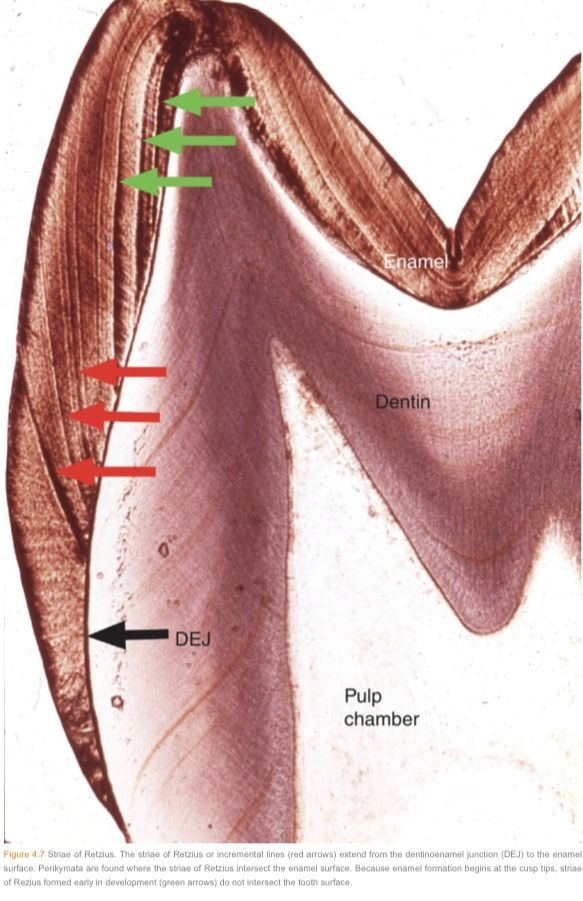 Enamel
Dentin
DEJ
Pulp
chamber
Figure 4.7 Striae of Retzius. The striae of Retzius or incremental lines (red arrows) extend from the dentinoenamel junction (DEJ) to the enamel
surface. Perikymata are found where the striae of Retzius intersect the enamel surface. Because enamel formation begins at the cusp tips, striae
of Rezius formed early in development (green arrows) do not intersect the tooth surface.